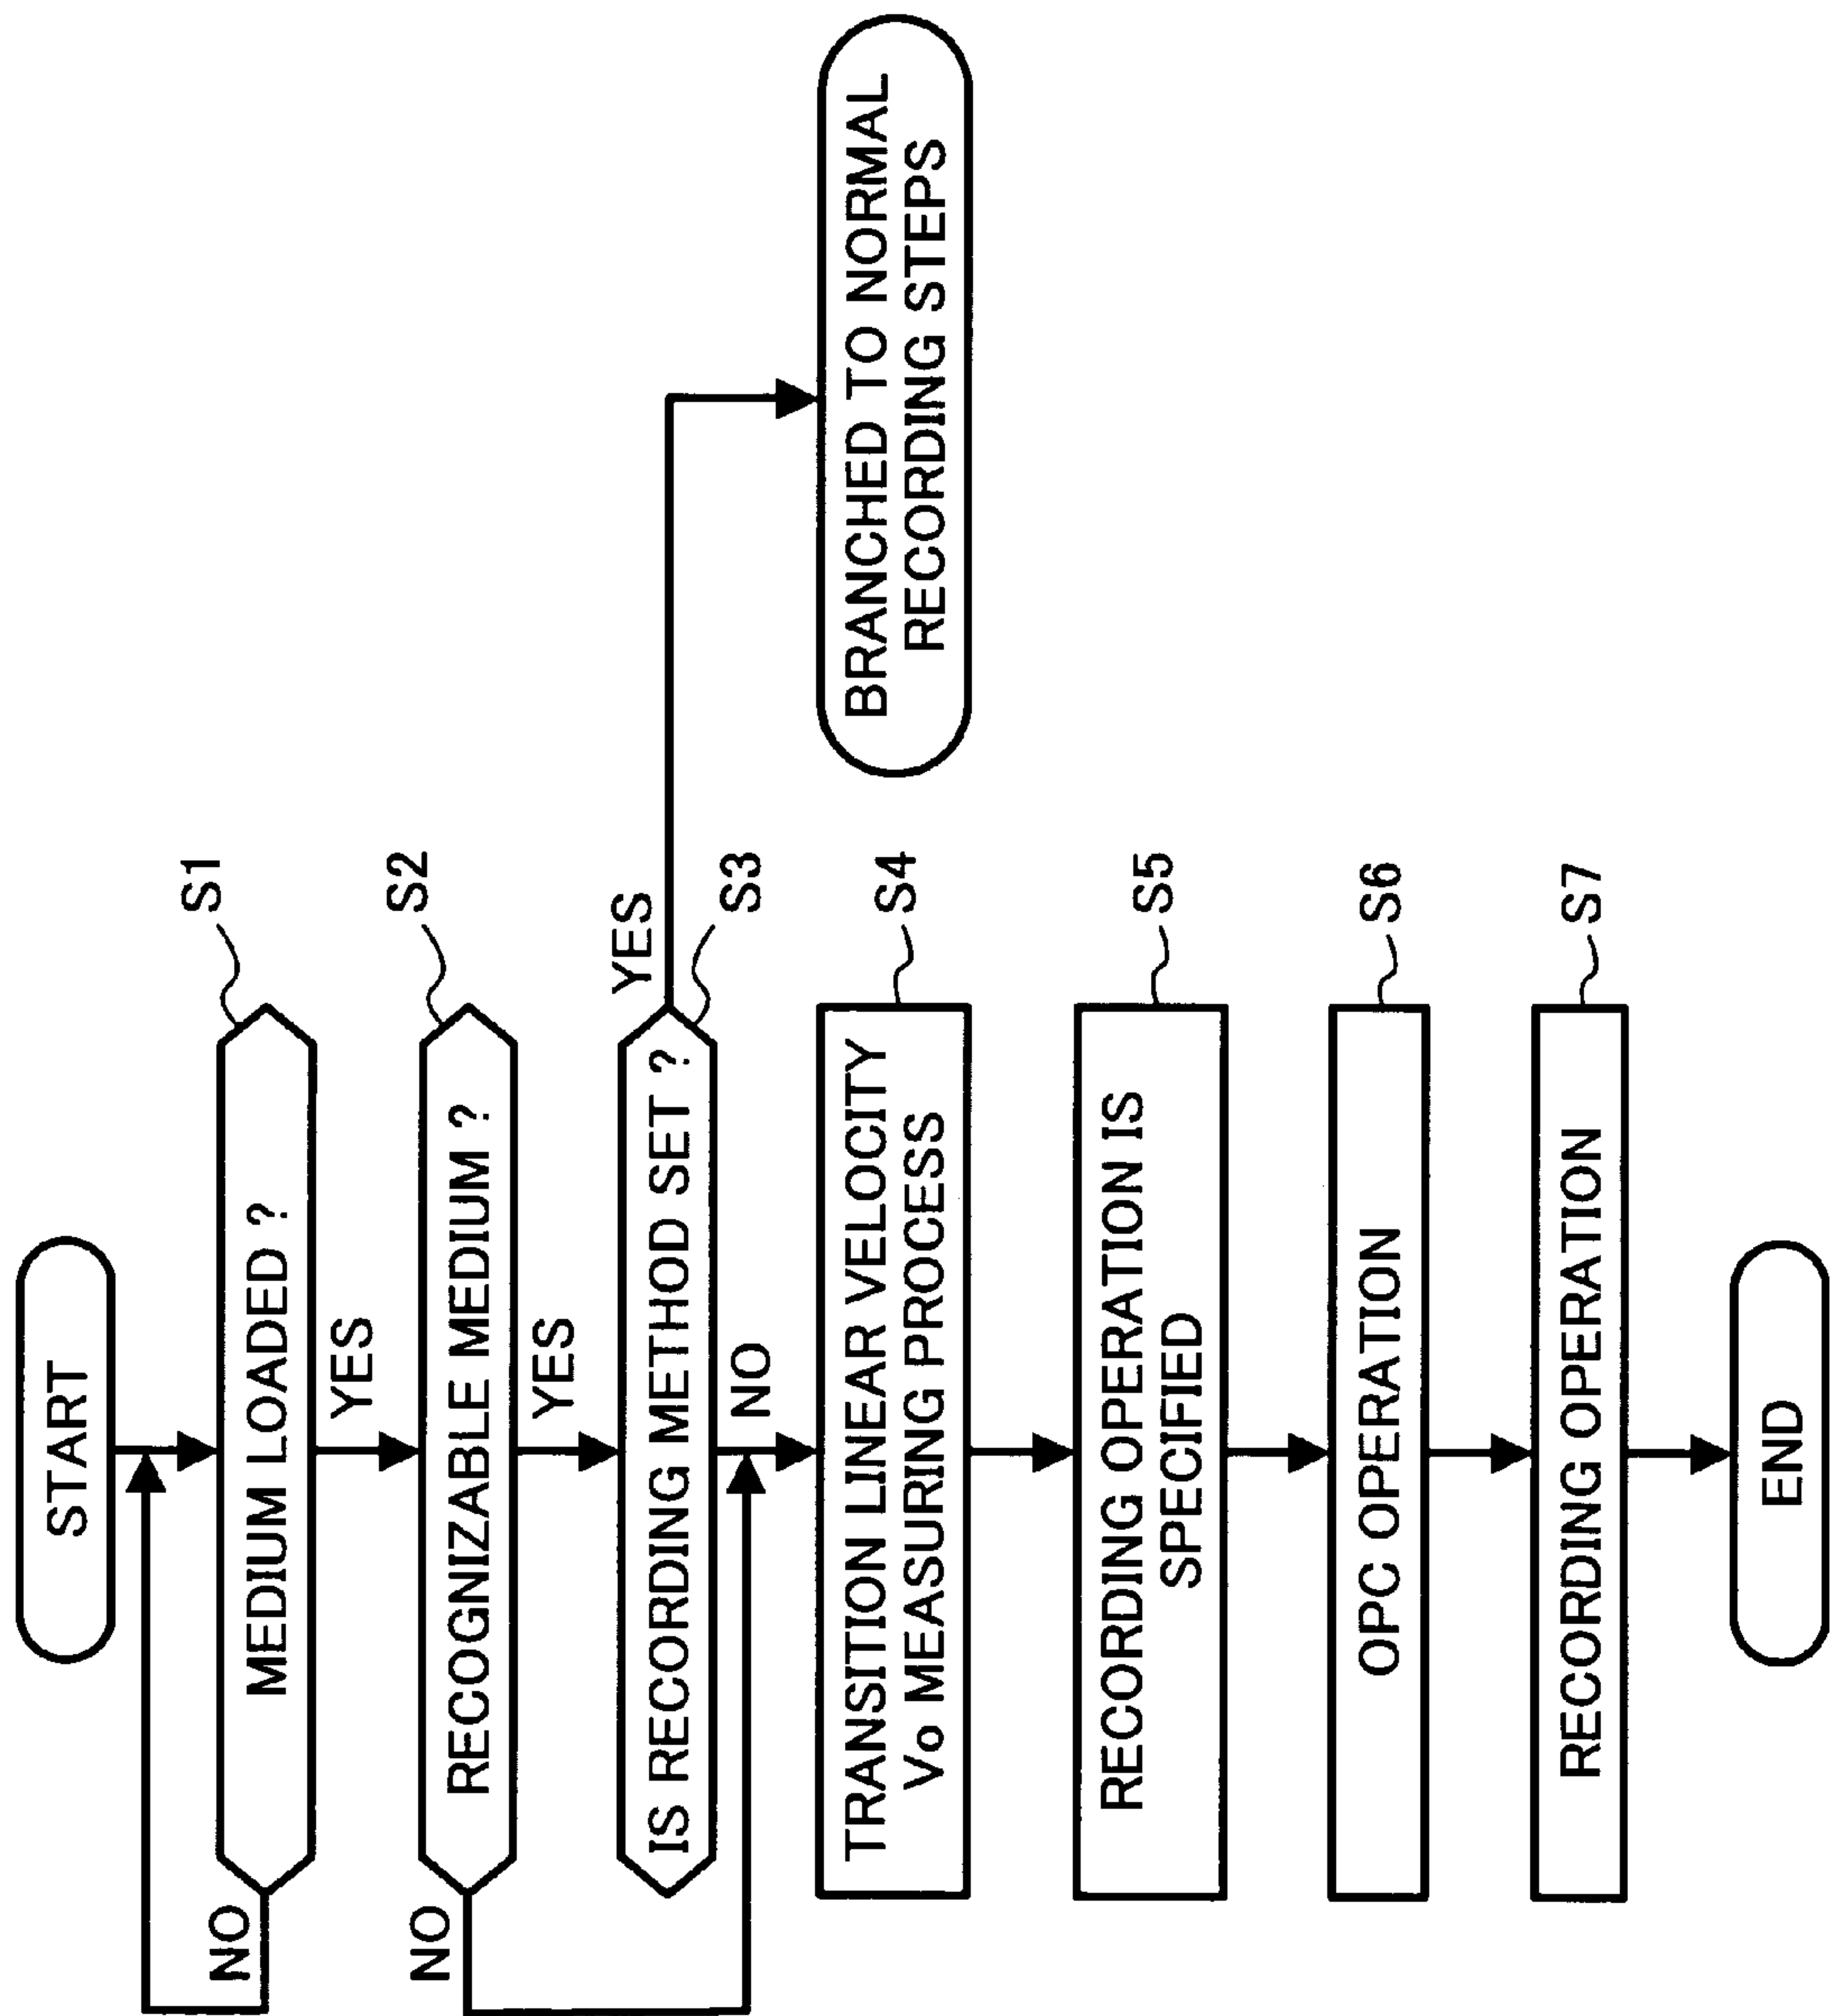 START
S1
MEDIUM LOADED ?
NO
YES
S2
RECOGNIZABLE MEDIUM ?
NO
YES
S3
IS RECORDING METHOD SET ?
YES
NO
BRANCHED TO NORMAL
RECORDING STEPS
S4
TRANSITION LINEAR VELOCITY
Vo MEASURING PROCESS
S5
RECORDING OPERATION IS
SPECIFIED
S6
OPC OPERATION
S7
RECORDING OPERATION
END